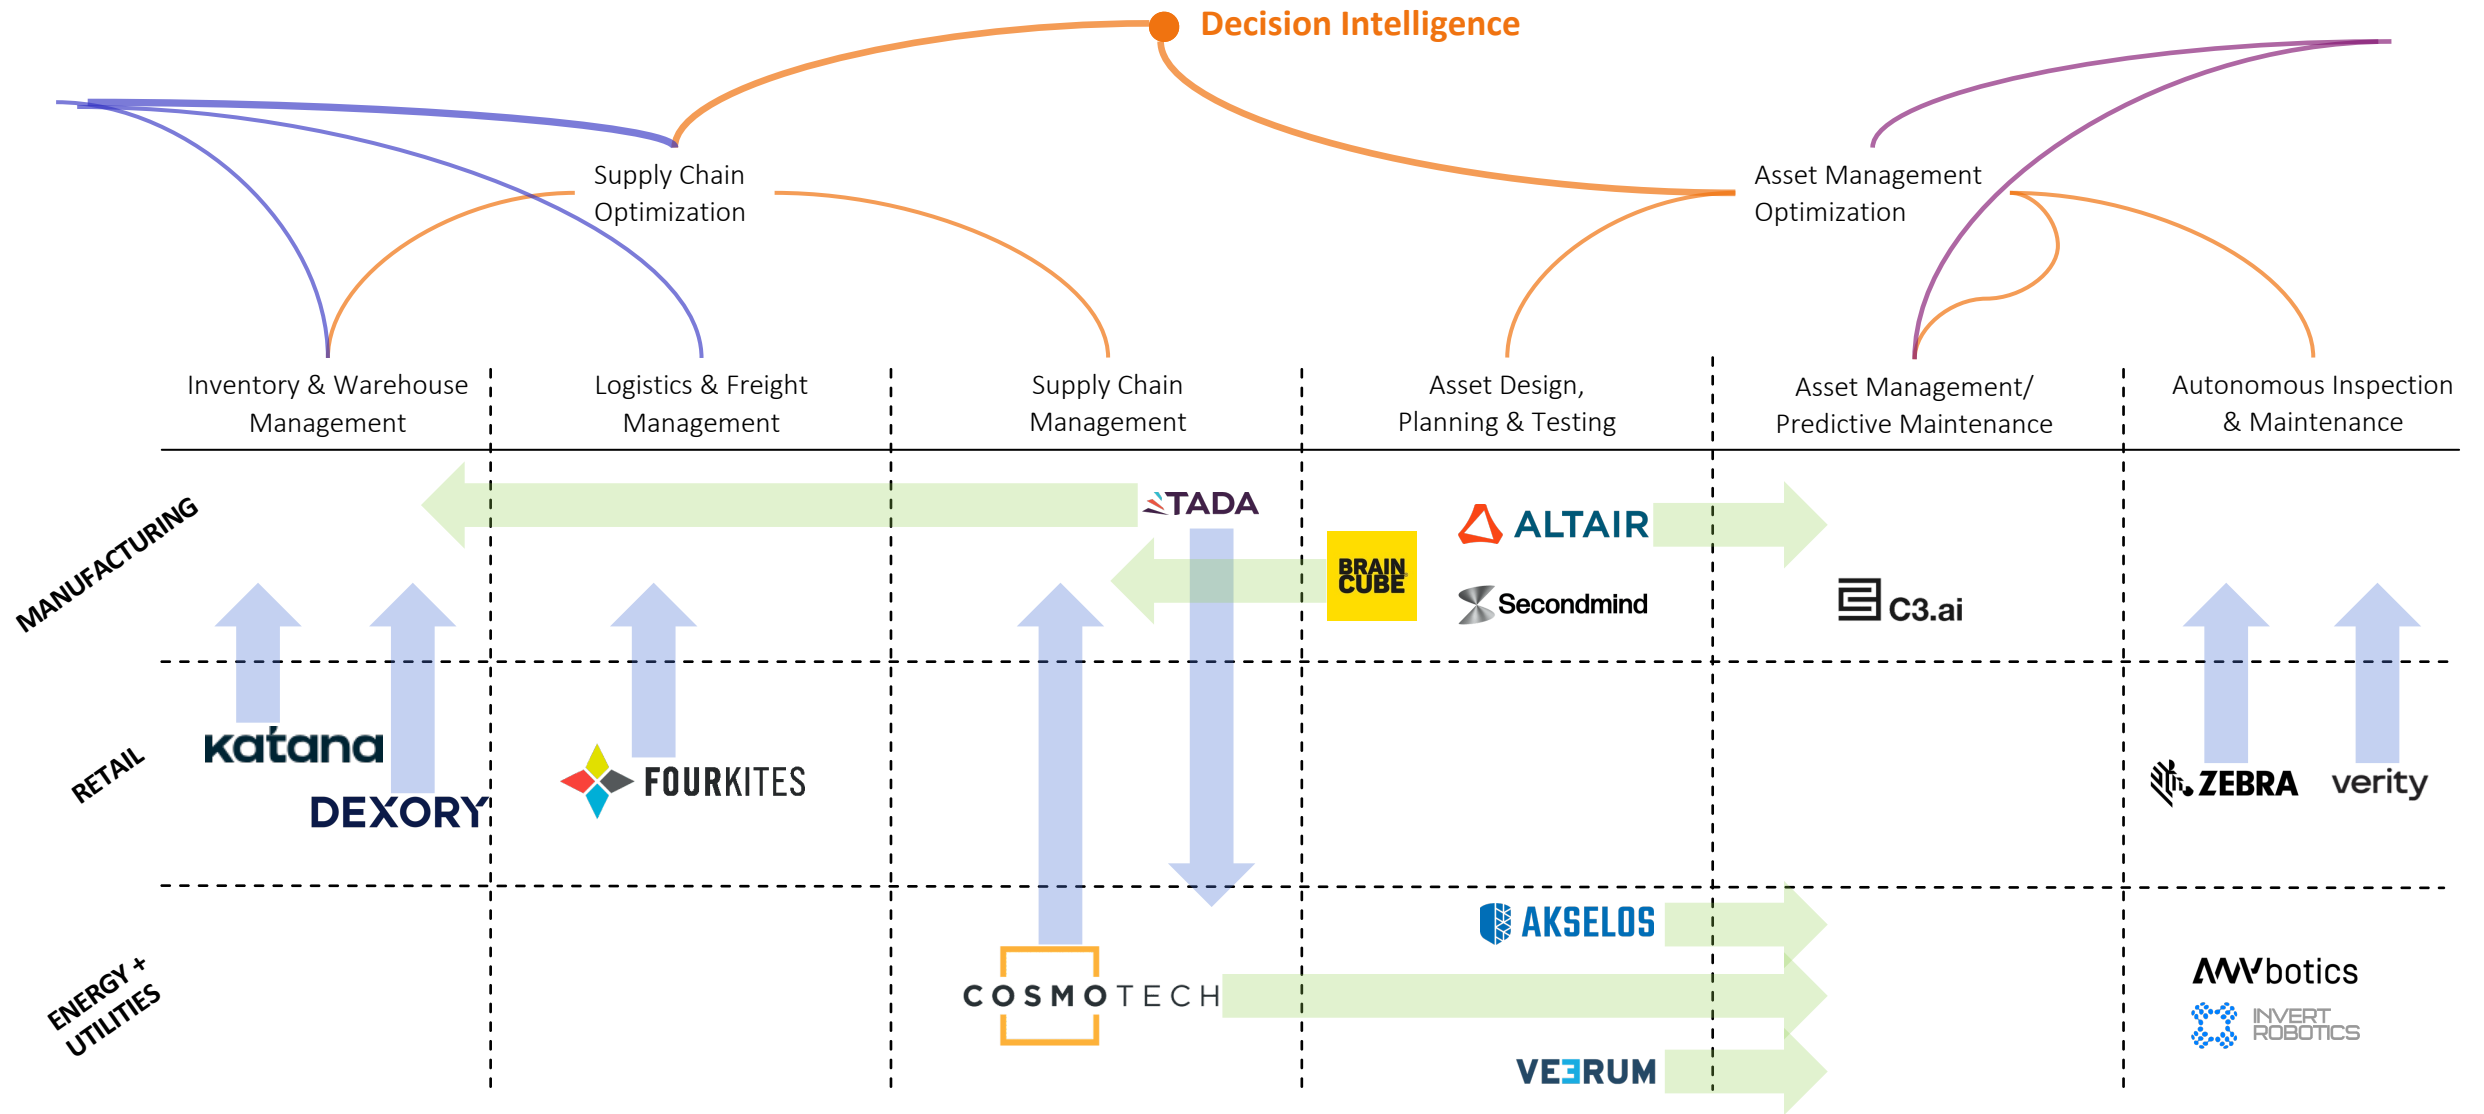 Decision Intelligence
Supply Chain
Optimization
Asset Management
Optimization
Inventory & Warehouse
Management
Logistics & Freight
Management
Supply Chain
Management
Asset Design,
Planning & Testing
Asset Management/
Predictive Maintenance
Autonomous Inspection
& Maintenance
MANUFACTURING
TADA
ALTAIR
BRAIN
CUBE
Secondmind
C3.ai
RETAIL
katana
DEXORY
FOURKITES
ZEBRA
verity
ENERGY +
UTILITIES
AKSELOS
COSMOTECH
VEERUM
ANYbotics
INVERT
ROBOTICS